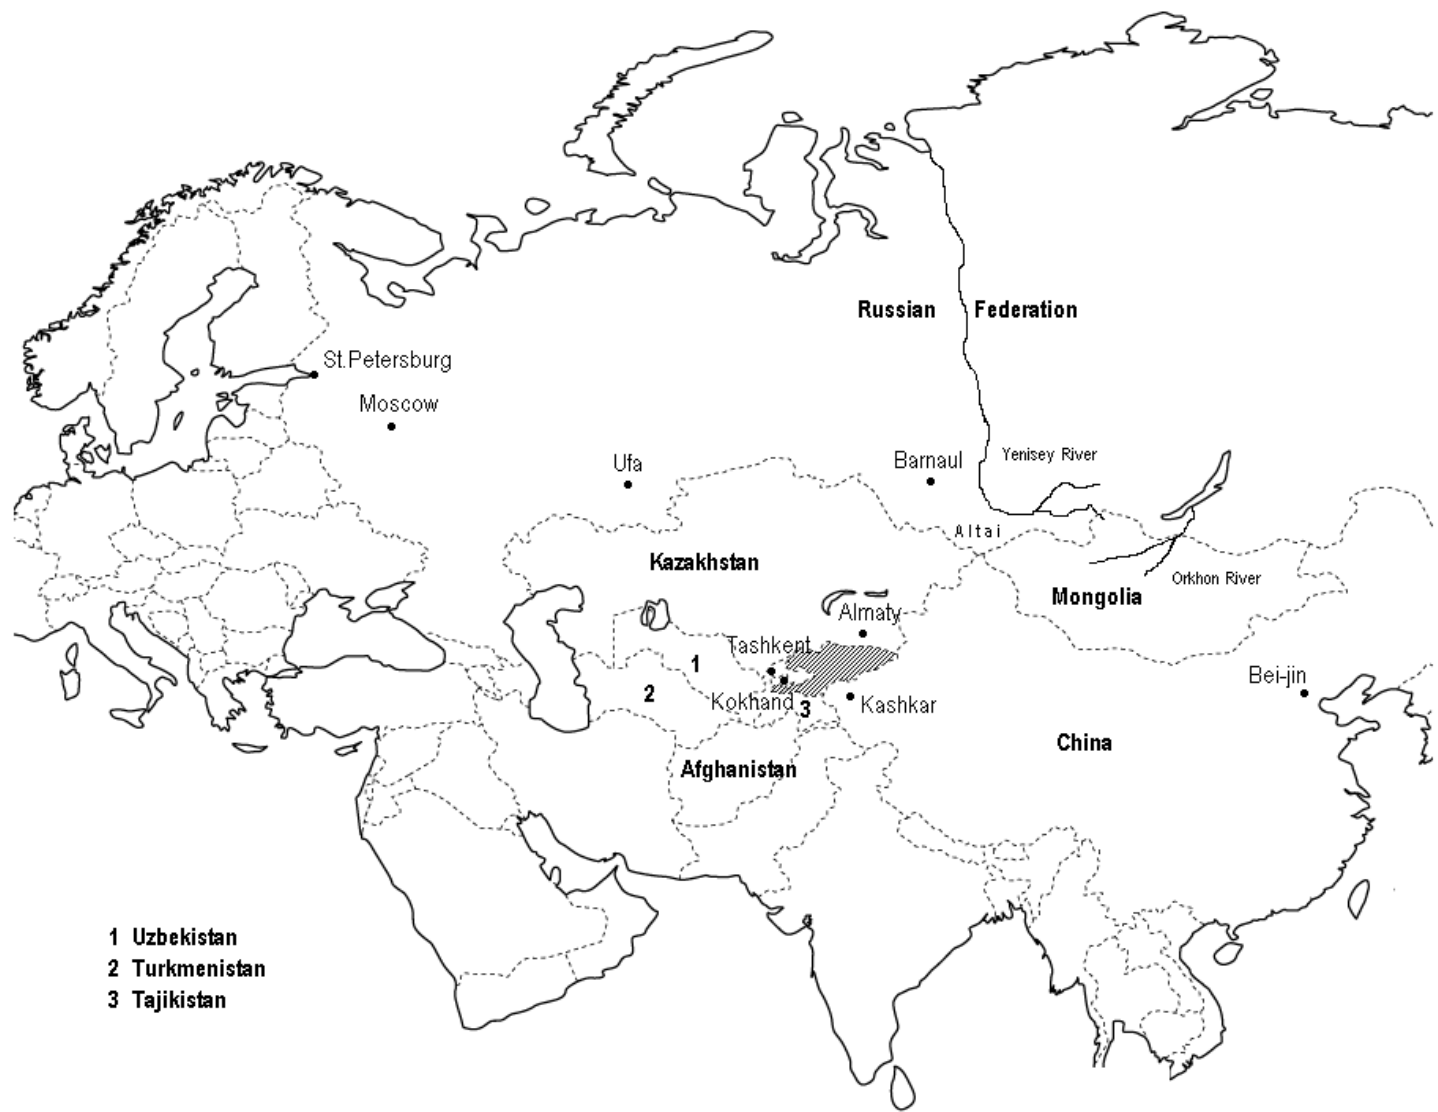 Russian Federation
St.Petersburg
Moscow
Ufa
Barnaul
Yenisey River
Altai
Kazakhstan
Orkhon River
Mongolia
Almaty
Tashkent
1
2
Bei-jin
Kokhand
3
Kashkar
China
Afghanistan
1 Uzbekistan
2 Turkmenistan
3 Tajikistan